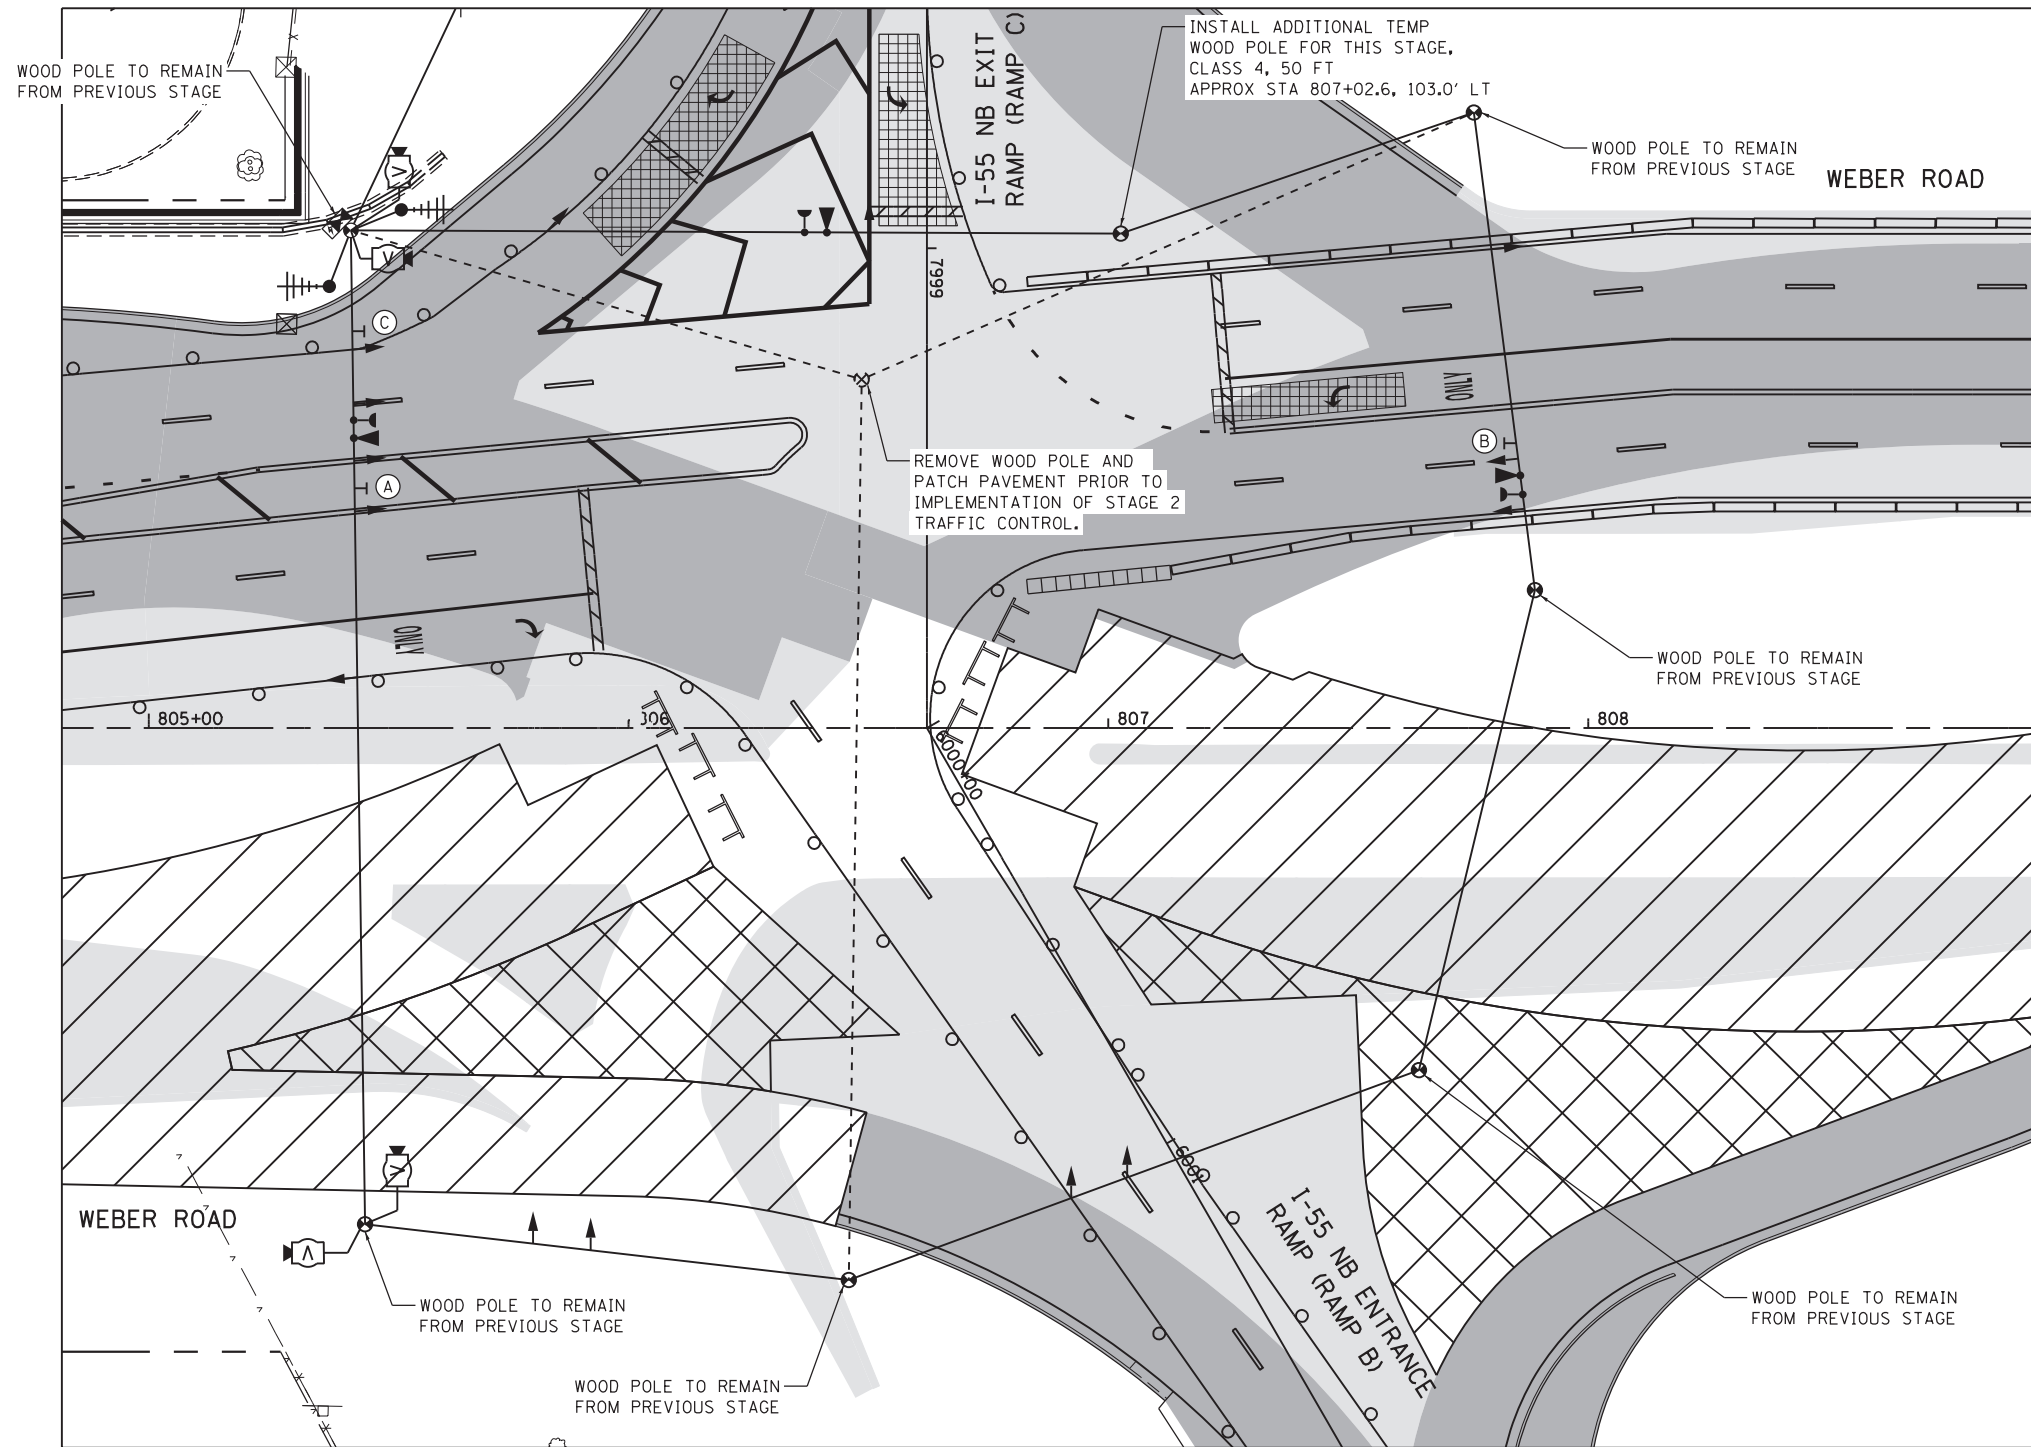 INSTALL ADDITIONAL TEMP
WOOD POLE FOR THIS STAGE,
CLASS 4, 50 FT
APPROX STA 807+02.6, 103.0' LT
WOOD POLE TO REMAIN
FROM PREVIOUS STAGE
I-55 NB EXIT
RAMP (RAMP C)
WOOD POLE TO REMAIN
FROM PREVIOUS STAGE
WEBER ROAD
V
V
7999
C
ONLY
A
B
REMOVE WOOD POLE AND
PATCH PAVEMENT PRIOR TO
IMPLEMENTATION OF STAGE 2
TRAFFIC CONTROL.
ONLY
WOOD POLE TO REMAIN
FROM PREVIOUS STAGE
805+00
806
807
808
6000+00
6001
V
V
WEBER ROAD
I-55 NB ENTRANCE
RAMP (RAMP B)
WOOD POLE TO REMAIN
FROM PREVIOUS STAGE
WOOD POLE TO REMAIN
FROM PREVIOUS STAGE
WOOD POLE TO REMAIN
FROM PREVIOUS STAGE